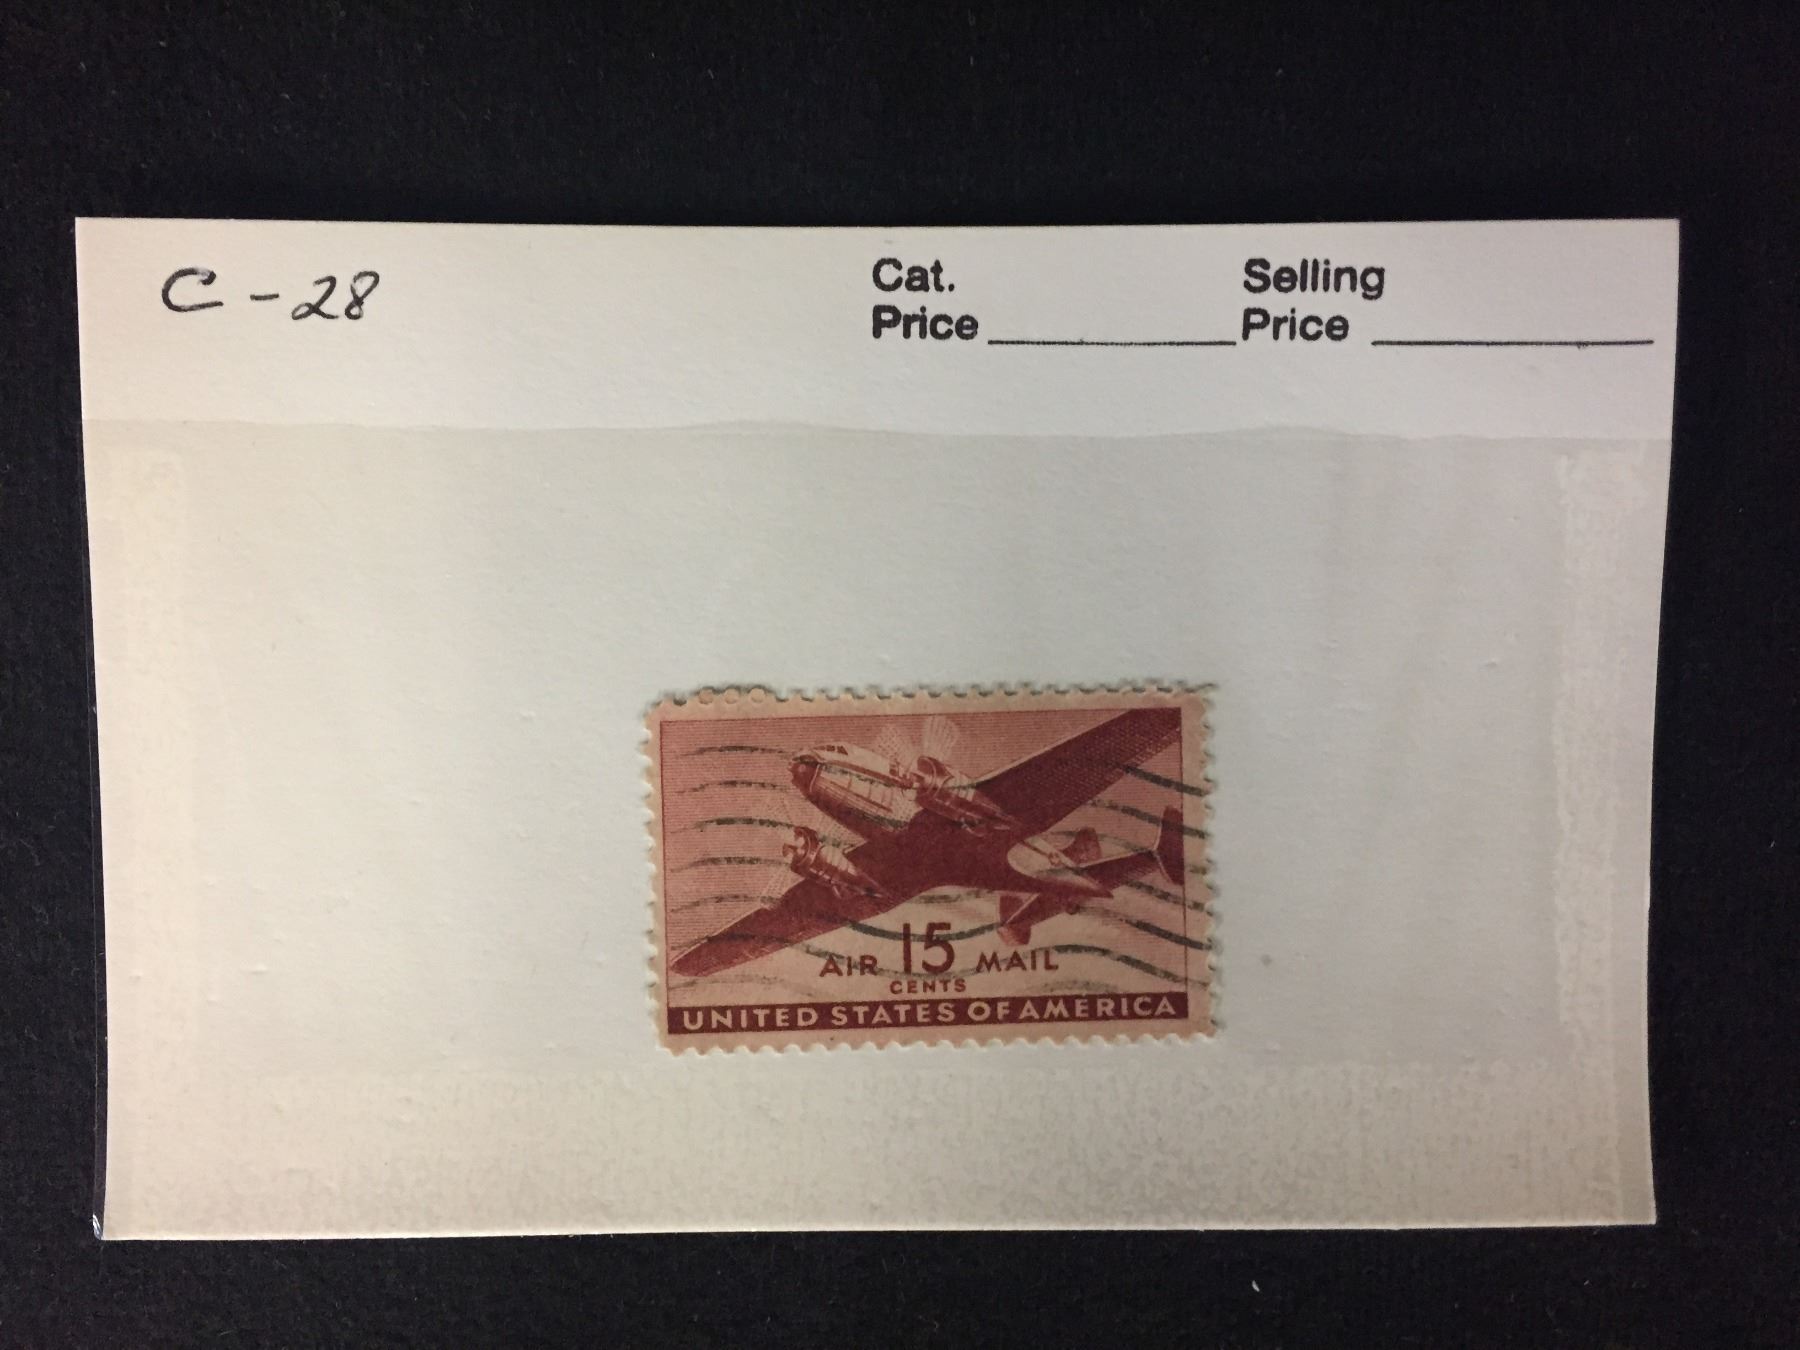 C-28
Cat. Selling
Price Price
AIR 15 MAIL
CENTS
UNITED STATES OF AMERICA